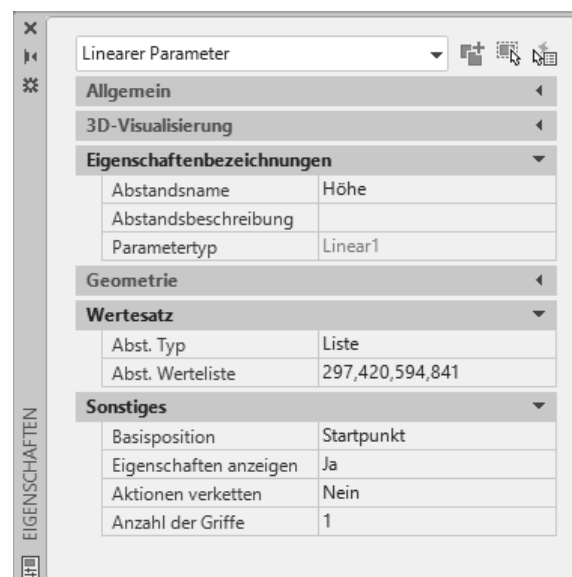 Linearer Parameter
Allgemein
3D-Visualisierung
Eigenschaftenbezeichnungen
Abstandsname Höhe
Abstandsbeschreibung
Parametertyp Linear1
Geometrie
Wertesatz
Abst. Typ Liste
Abst. Werteliste 297,420,594,841
Sonstiges
Basisposition Startpunkt
Eigenschaften anzeigen Ja
Aktionen verketten Nein
Anzahl der Griffe 1
EIGENSCHAFTEN